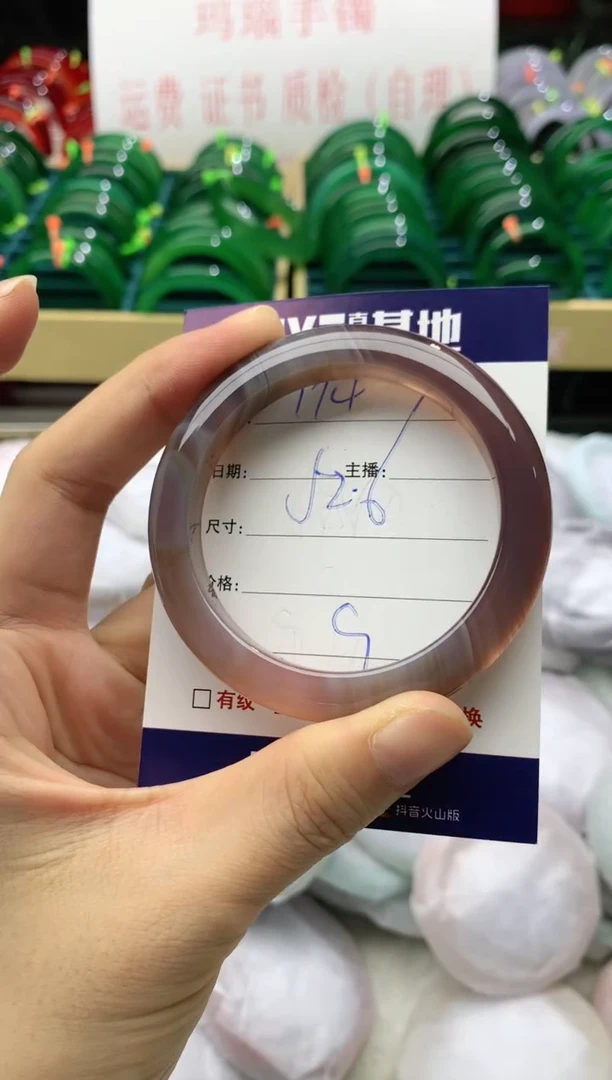 玛瑙手镯
运费 证书 质检（自理）
直 基地
174
日期: 主播:
52.6
尺寸:
价格:
9
有纹 换
抖音火山版